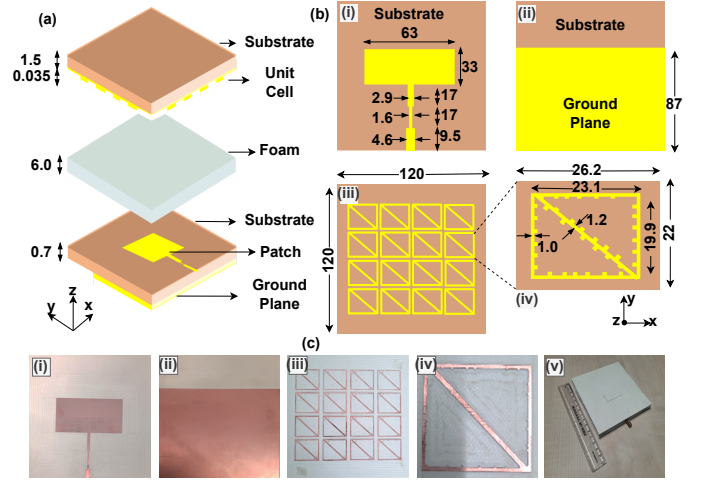 (a)
Substrate
1.5
0.035
Unit
Cell
6.0
Foam
Substrate
0.7
Patch
Ground
Plane
z
y
x
(b)
(i)
Substrate
63
33
2.9
17
1.6
17
4.6
9.5
(ii)
Substrate
Ground
Plane
87
120
(iii)
120
26.2
23.1
1.2
1.0
19.9
22
(iv)
y
z
x
(c)
(i)
(ii)
(iii)
(iv)
(v)